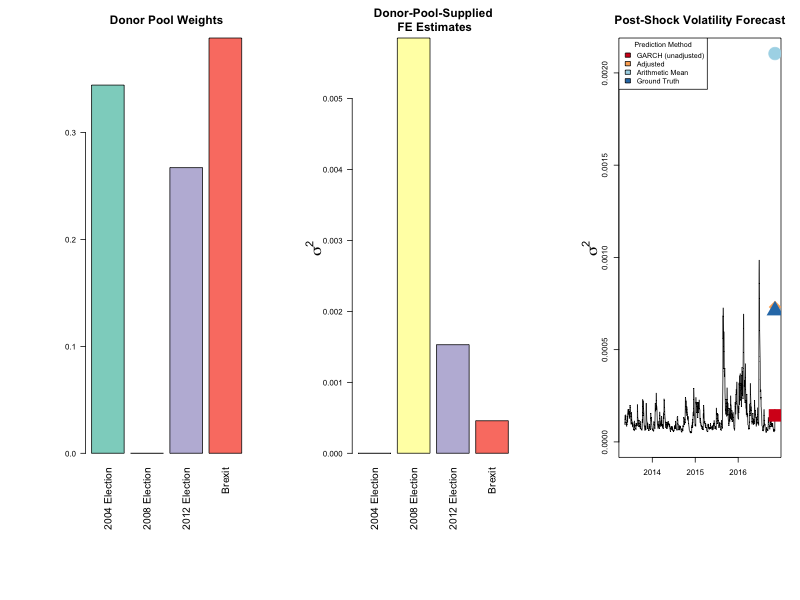 Donor Pool Weights
0.0
0.1
0.2
0.3
2004 Election
2008 Election
2012 Election
Brexit
Donor-Pool-Supplied
FE Estimates
σ²
0.000
0.001
0.002
0.003
0.004
0.005
2004 Election
2008 Election
2012 Election
Brexit
Post-Shock Volatility Forecast
σ²
0.0000
0.0005
0.0010
0.0015
0.0020
Prediction Method
GARCH (unadjusted)
Adjusted
Arithmetic Mean
Ground Truth
2014
2015
2016